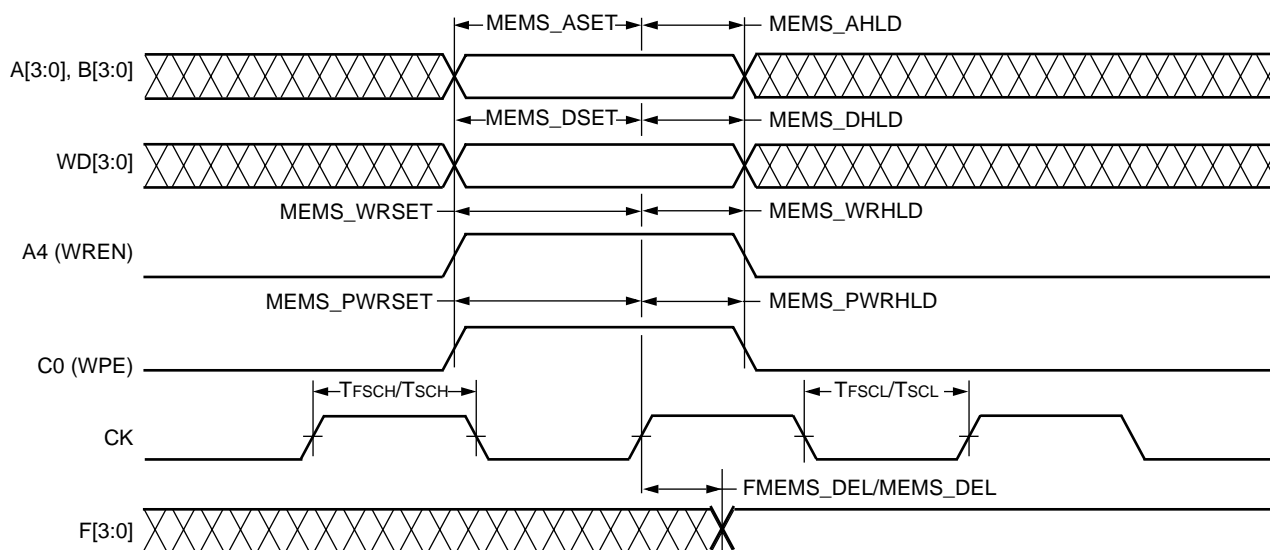 MEMS_ASET MEMS_AHLD
A[3:0], B[3:0]
MEMS_DSET MEMS_DHLD
WD[3:0]
MEMS_WRSET MEMS_WRHLD
A4 (WREN)
MEMS_PWRSET MEMS_PWRHLD
C0 (WPE)
TFSCH/TSCH TFSCL/TSCL
CK
FMEMS_DEL/MEMS_DEL
F[3:0]